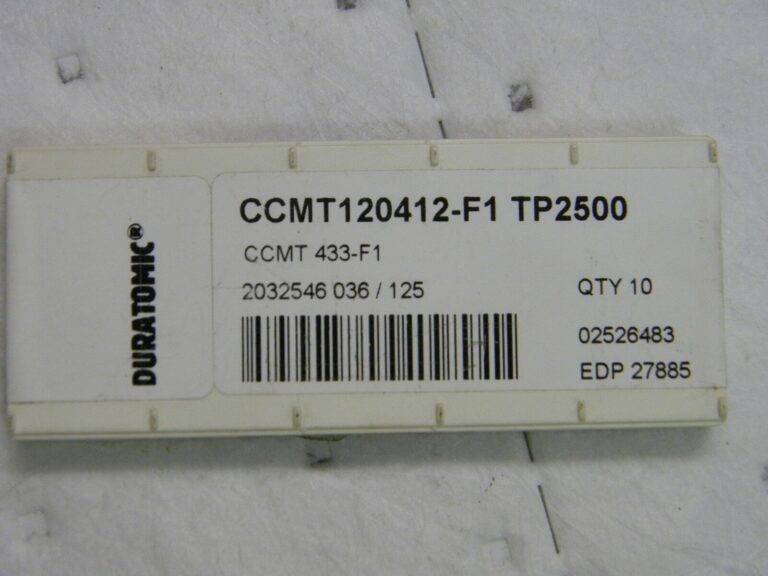 DURATOMIC®
CCMT120412-F1 TP2500
CCMT 433-F1
2032546 036 / 125
QTY 10
02526483
EDP 27885